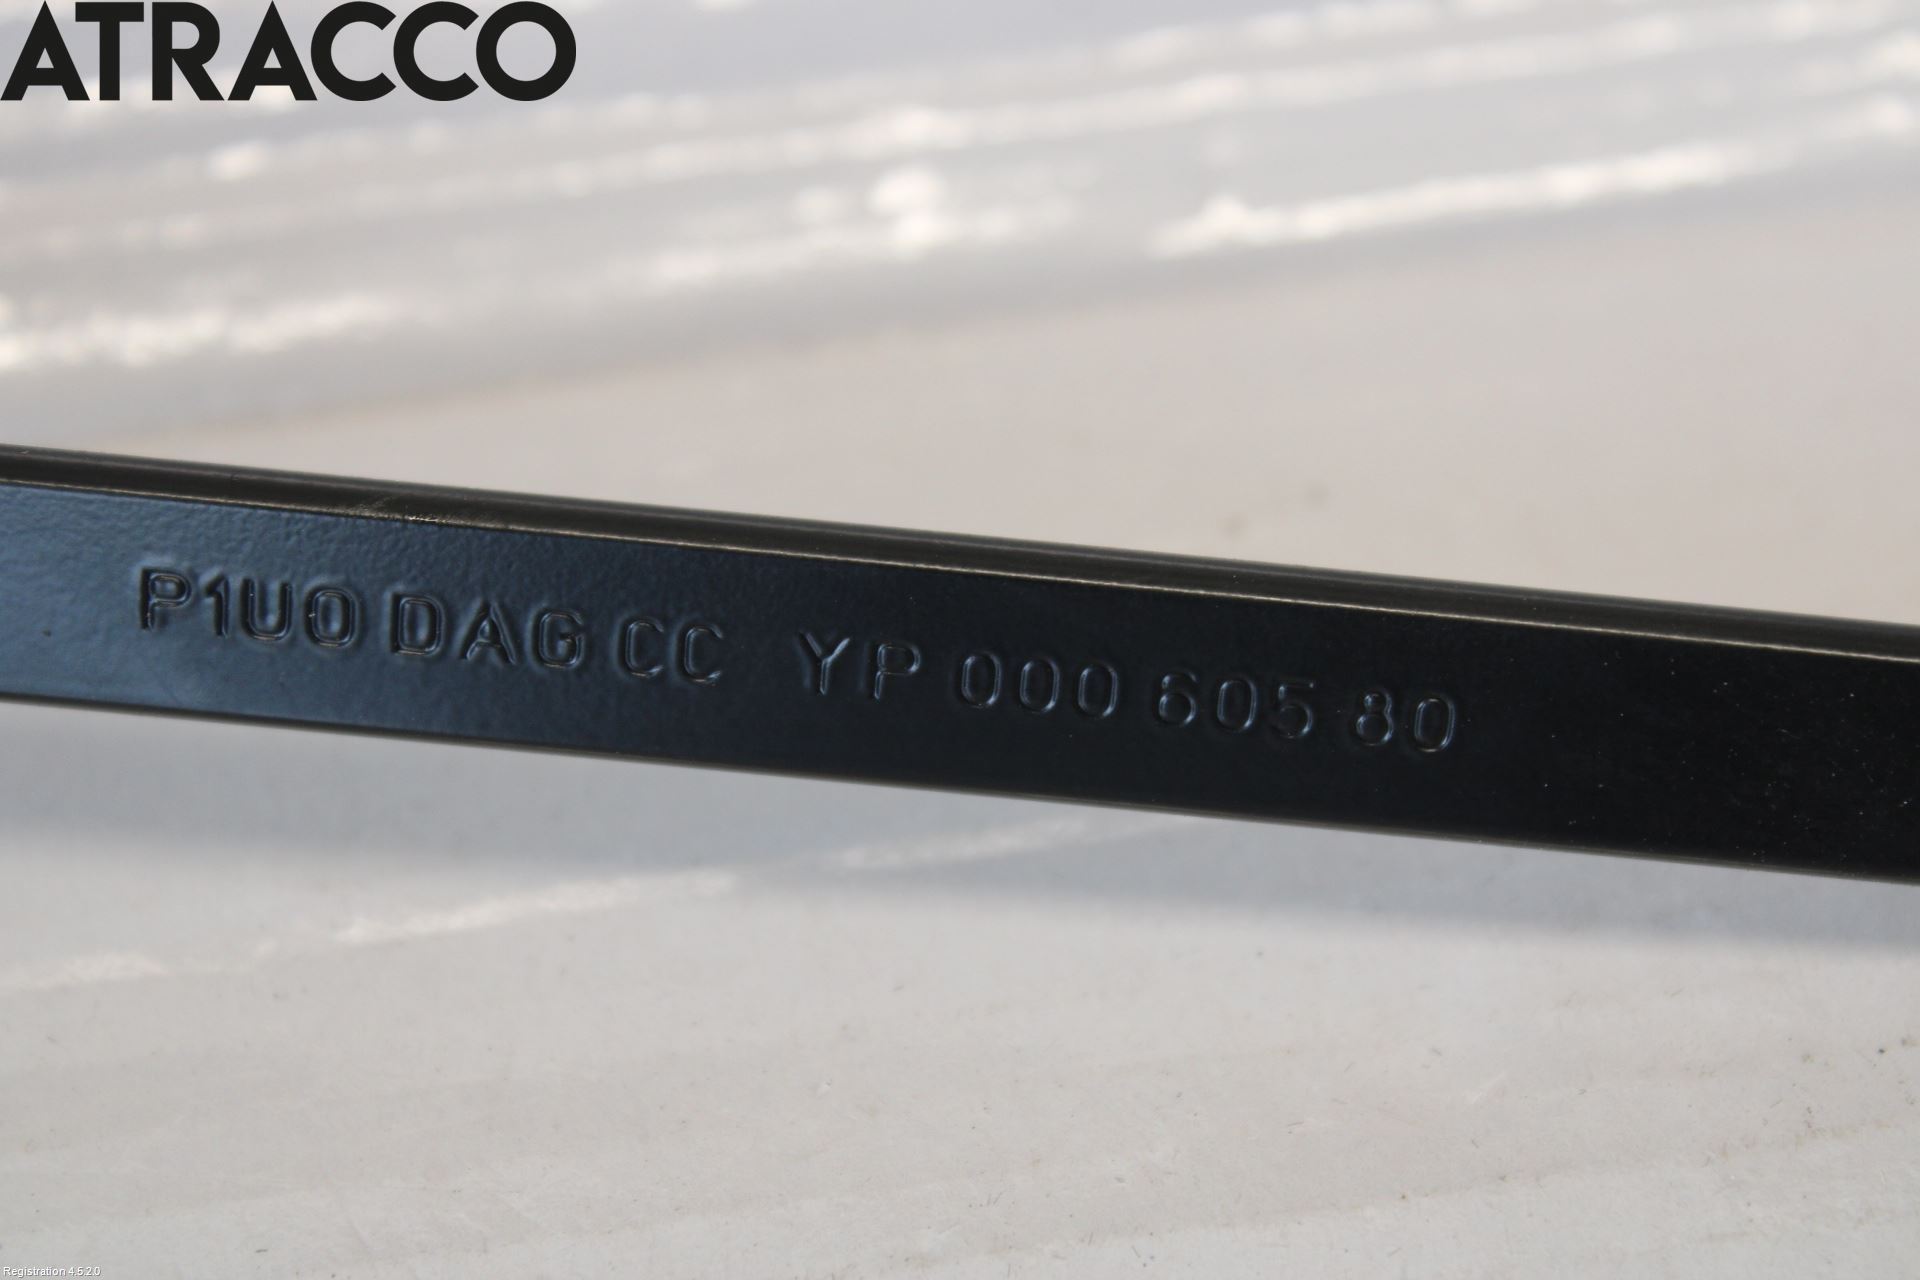 ATRACCO
P1U0 DAG CC YP 000 605 80
Registration 4.5.2.0